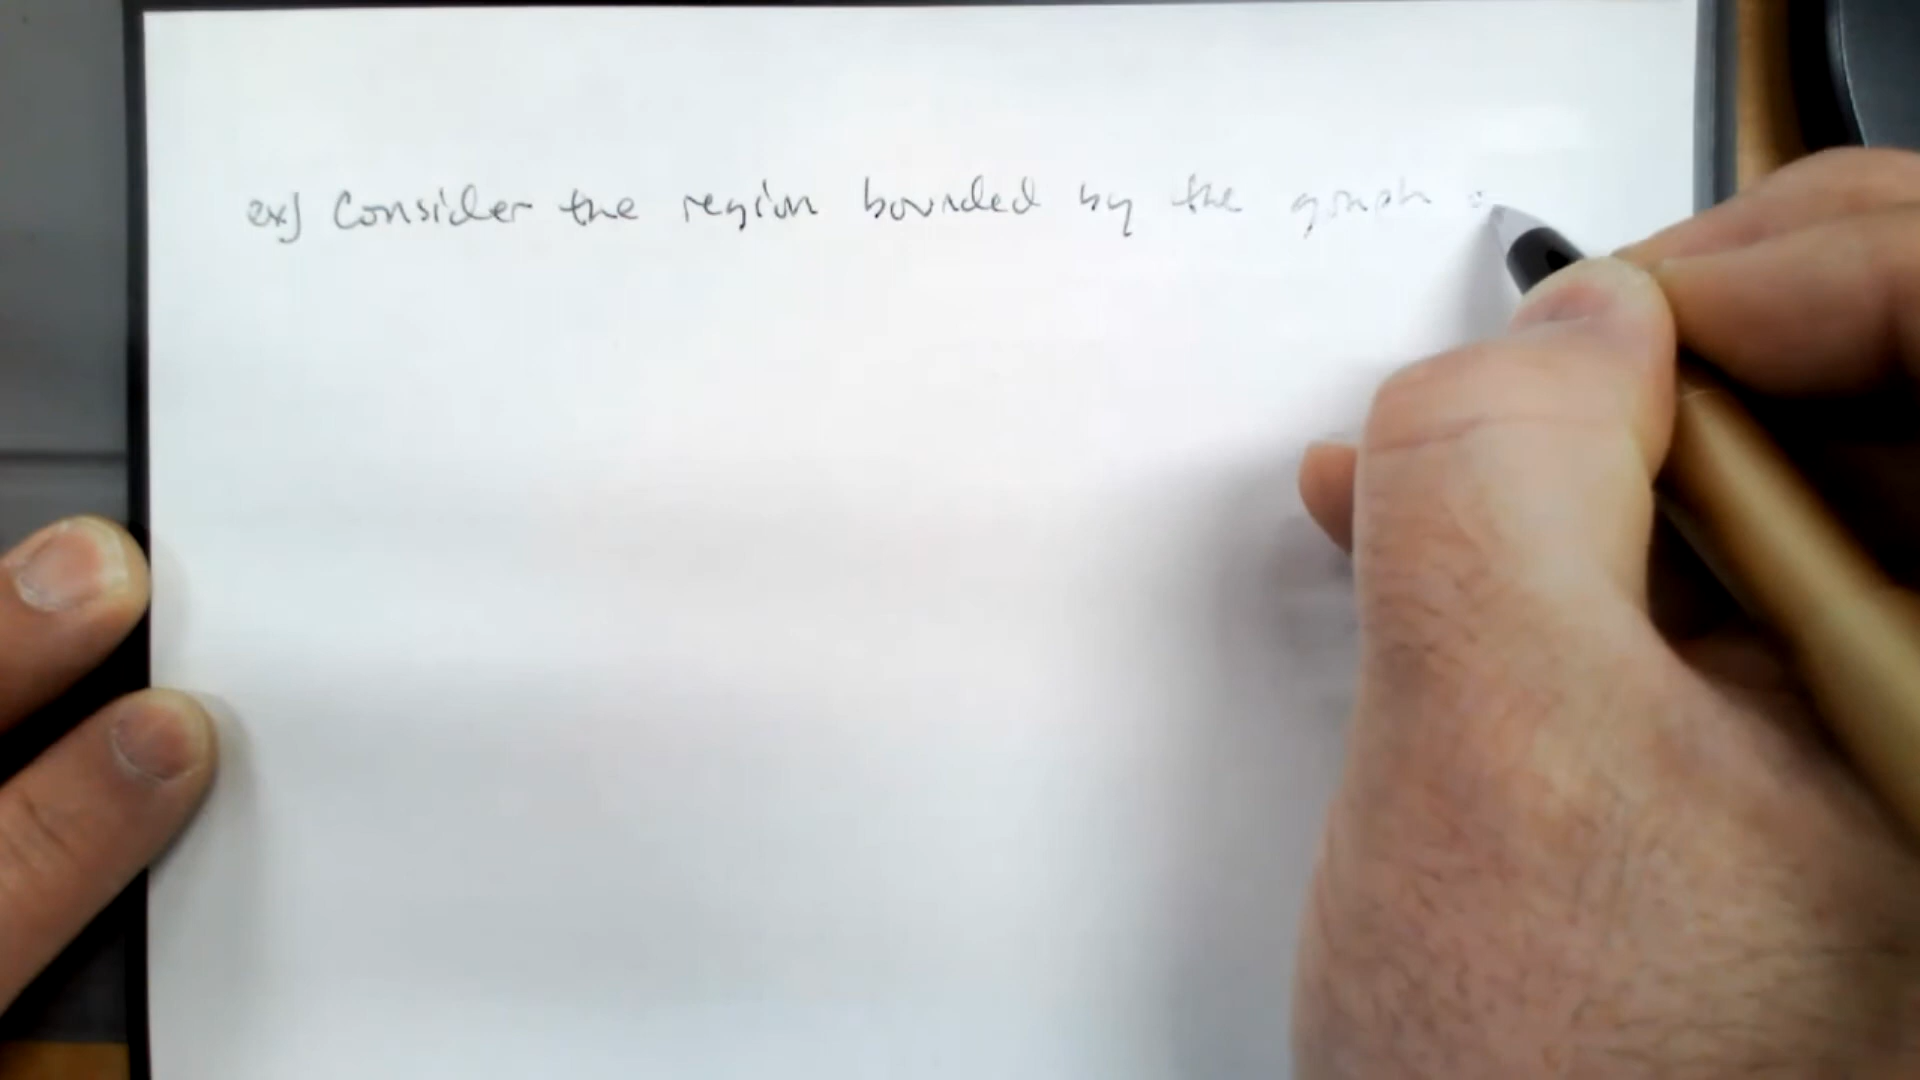 ex) Consider the region bounded by the graph